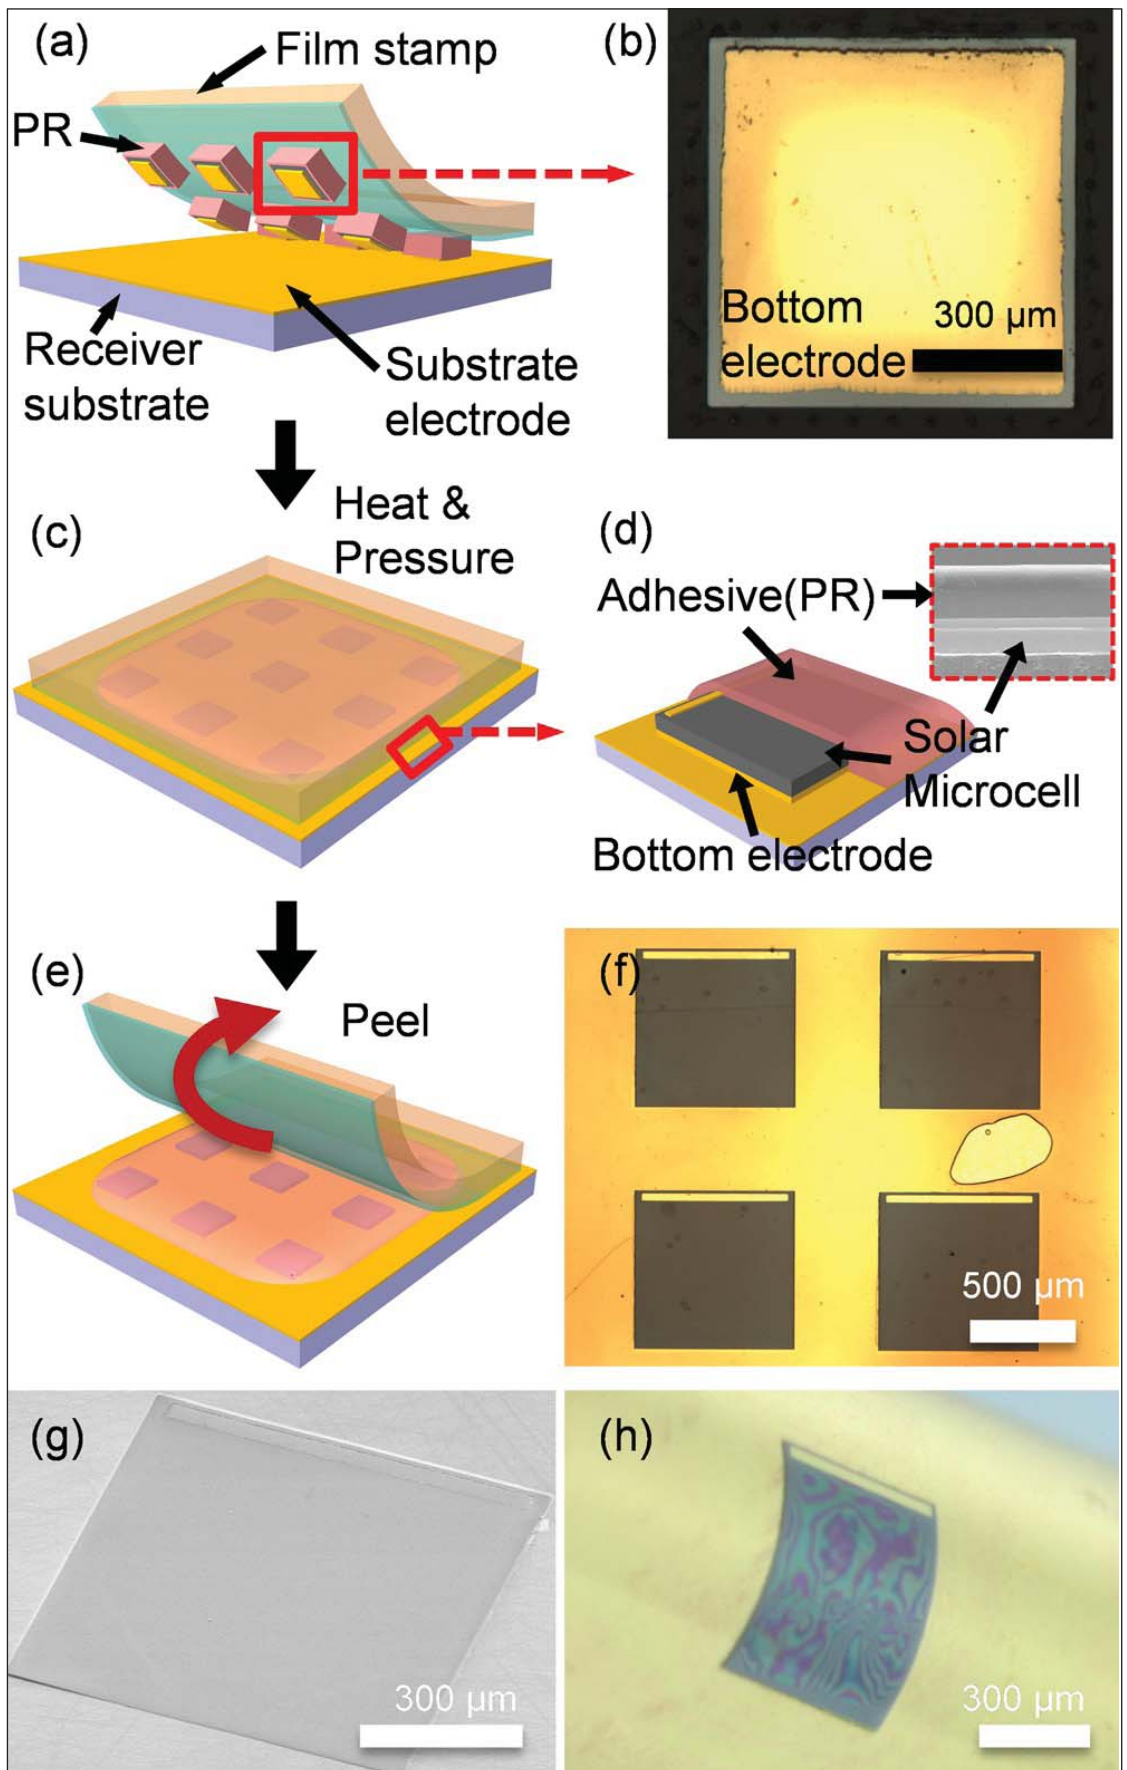 (a)
Film stamp
PR
Receiver
substrate
Substrate
electrode
(b)
Bottom
electrode
300 μm
Heat &
Pressure
(c)
(d)
Adhesive(PR)
Solar
Microcell
Bottom electrode
(e)
Peel
(f)
500 μm
(g)
300 μm
(h)
300 μm